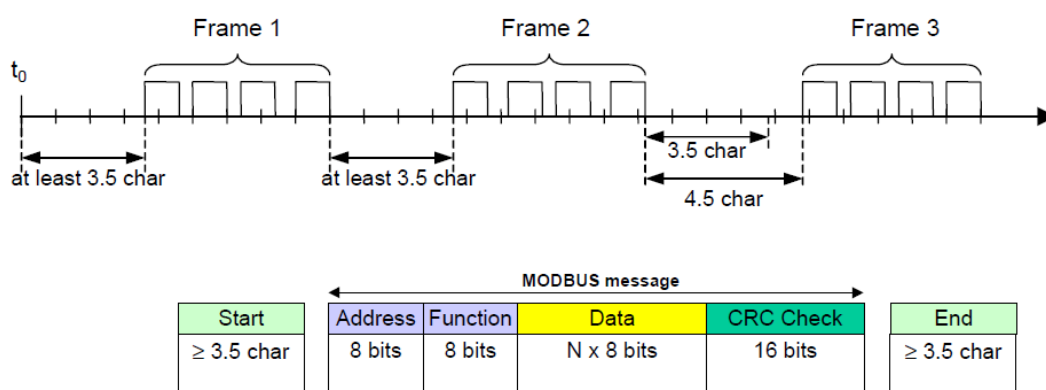 Frame 1 Frame 2 Frame 3
t0
at least 3.5 char at least 3.5 char 3.5 char
4.5 char
MODBUS message
Start Address Function Data CRC Check End
≥ 3.5 char 8 bits 8 bits N x 8 bits 16 bits ≥ 3.5 char